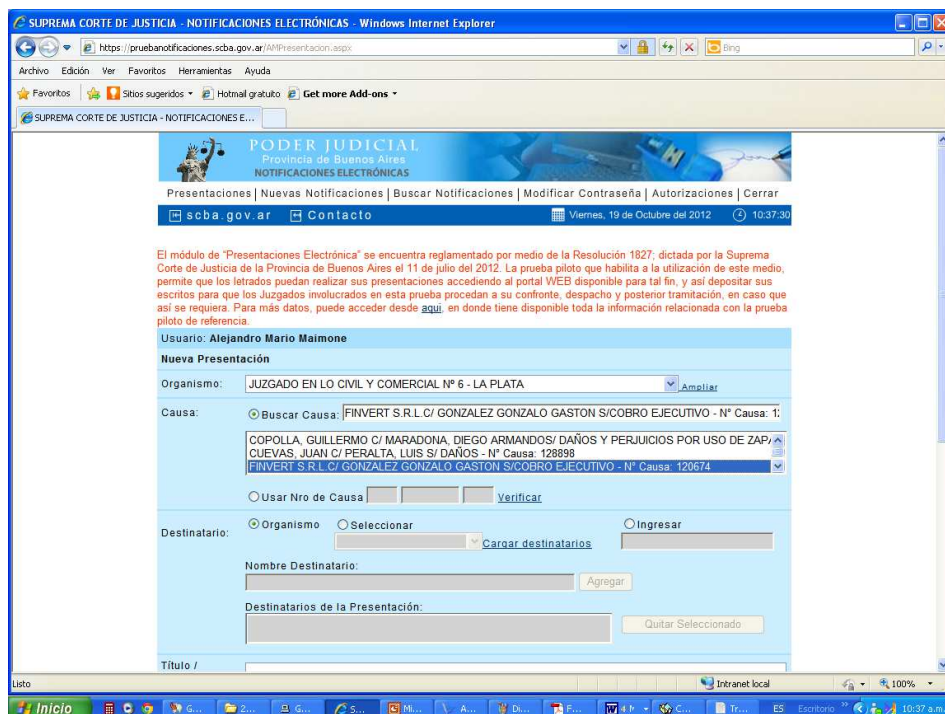 SUPREMA CORTE DE JUSTICIA - NOTIFICACIONES ELECTRÓNICAS - Windows Internet Explorer
https://pruebanotificaciones.scba.gov.ar/AMPresentacion.aspx
Bing
Archivo Edición Ver Favoritos Herramientas Ayuda
Favoritos Sitios sugeridos Hotmail gratuito Get more Add-ons
SUPREMA CORTE DE JUSTICIA - NOTIFICACIONES E...
PODER JUDICIAL
Provincia de Buenos Aires
NOTIFICACIONES ELECTRÓNICAS
Presentaciones | Nuevas Notificaciones | Buscar Notificaciones | Modificar Contraseña | Autorizaciones | Cerrar
scba.gov.ar Contacto Viernes, 19 de Octubre del 2012 10:37:30
El módulo de "Presentaciones Electrónica" se encuentra reglamentado por medio de la Resolución 1827; dictada por la Suprema
Corte de Justicia de la Provincia de Buenos Aires el 11 de julio del 2012. La prueba piloto que habilita a la utilización de este medio,
permite que los letrados puedan realizar sus presentaciones accediendo al portal WEB disponible para tal fin, y así depositar sus
escritos para que los Juzgados involucrados en esta prueba procedan a su confronte, despacho y posterior tramitación, en caso que
así se requiera. Para más datos, puede acceder desde aquí, en donde tiene disponible toda la información relacionada con la prueba
piloto de referencia.
Usuario: Alejandro Mario Maimone
Nueva Presentación
Organismo: JUZGADO EN LO CIVIL Y COMERCIAL Nº 6 - LA PLATA Ampliar
Causa: Buscar Causa: FINVERT S.R.L.C/ GONZALEZ GONZALO GASTON S/COBRO EJECUTIVO - N° Causa: 12
COPOLLA, GUILLERMO C/ MARADONA, DIEGO ARMANDOS/ DAÑOS Y PERJUICIOS POR USO DE ZAPA
CUEVAS, JUAN C/ PERALTA, LUIS S/ DAÑOS - N° Causa: 128898
FINVERT S.R.L.C/ GONZALEZ GONZALO GASTON S/COBRO EJECUTIVO - N° Causa: 120674
Usar Nro de Causa Verificar
Destinatario: Organismo Seleccionar Ingresar
Cargar destinatarios
Nombre Destinatario:
Agregar
Destinatarios de la Presentación:
Quitar Seleccionado
Título /
Listo Intranet local 100%
Inicio G... 2... G... S... Mi... A... Di... F... 4 N C... Tr... ES Escritorio 10:37 a.m.